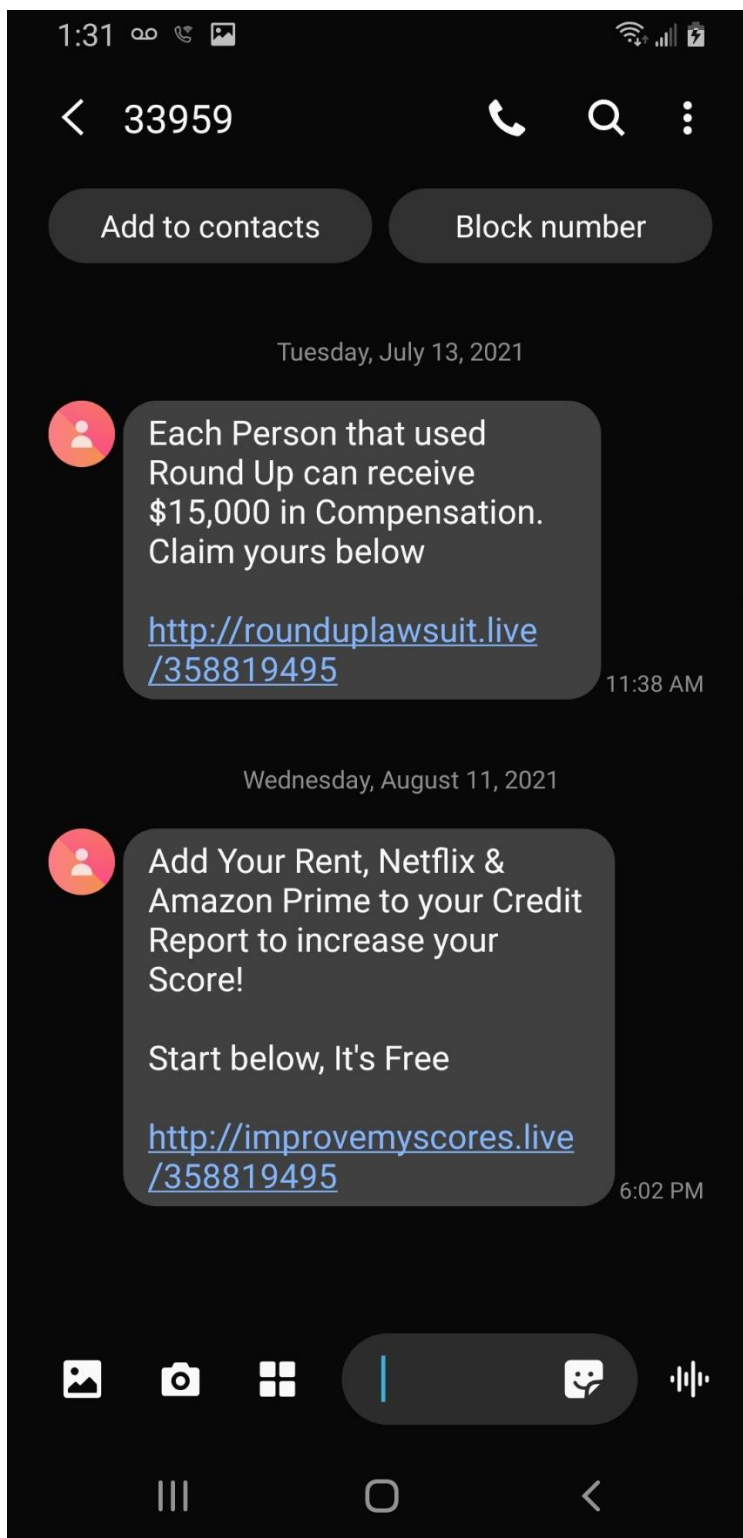 1:31
33959
Add to contacts
Block number
Tuesday, July 13, 2021
Each Person that used
Round Up can receive
$15,000 in Compensation.
Claim yours below
http://rounduplawsuit.live
/358819495
11:38 AM
Wednesday, August 11, 2021
Add Your Rent, Netflix &
Amazon Prime to your Credit
Report to increase your
Score!
Start below, It's Free
http://improvemyscores.live
/358819495
6:02 PM